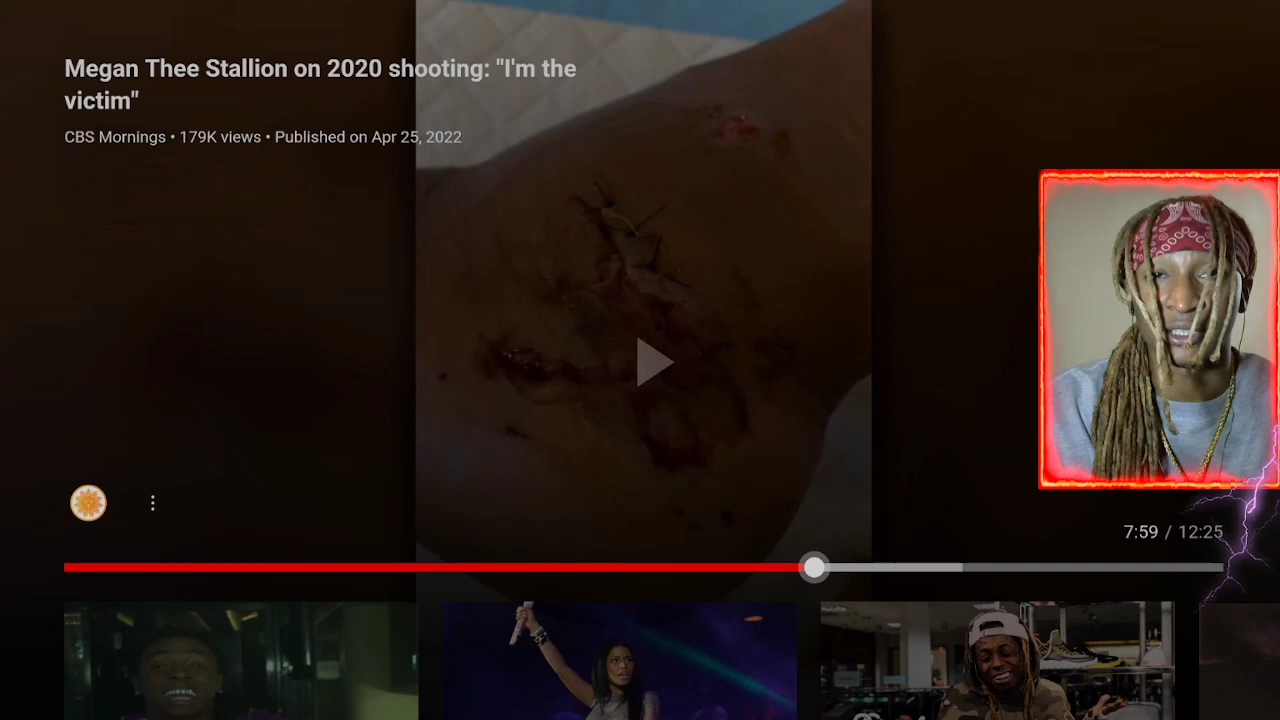 Megan Thee Stallion on 2020 shooting: "I'm the
victim"
CBS Mornings • 179K views • Published on Apr 25, 2022
7:59 / 12:25